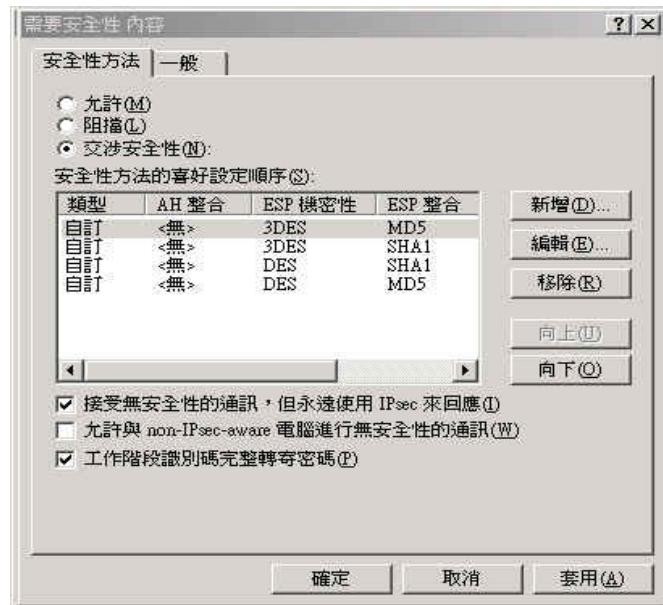 需要安全性 內容
? ×
安全性方法 一般
允許(M)
阻擋(L)
交涉安全性(N):
安全性方法的喜好設定順序(S):
類型 AH 整合 ESP 機密性 ESP 整合
自訂 <無> 3DES MD5
自訂 <無> 3DES SHA1
自訂 <無> DES SHA1
自訂 <無> DES MD5
新增(D)...
編輯(E)...
移除(R)
向上(U)
向下(O)
接受無安全性的通訊，但永遠使用 IPsec 來回應(I)
允許與 non-IPsec-aware 電腦進行無安全性的通訊(W)
工作階段識別碼完整轉寄密碼(P)
確定 取消 套用(A)